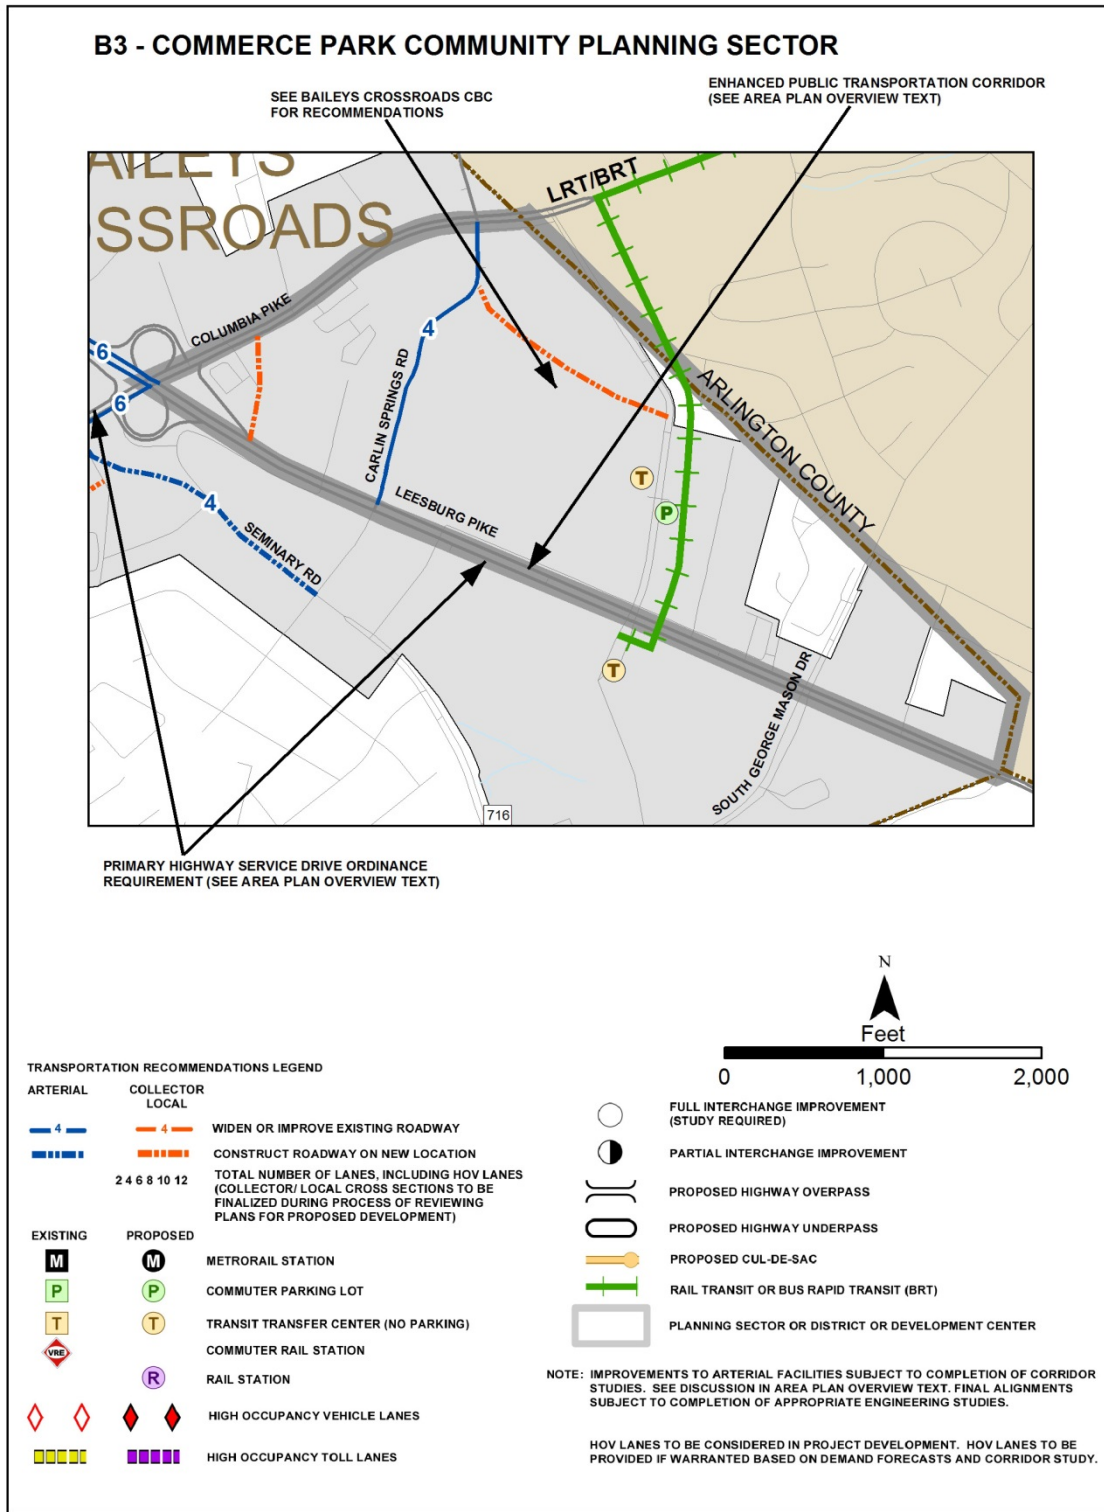 B3 - COMMERCE PARK COMMUNITY PLANNING SECTOR
SEE BAILEYS CROSSROADS CBC
FOR RECOMMENDATIONS
ENHANCED PUBLIC TRANSPORTATION CORRIDOR
(SEE AREA PLAN OVERVIEW TEXT)
AILEYS
SSROADS
LRT/BRT
COLUMBIA PIKE
6
6
4
CARLIN SPRINGS RD
ARLINGTON COUNTY
LEESBURG PIKE
4
SEMINARY RD
T
P
T
SOUTH GEORGE MASON DR
716
PRIMARY HIGHWAY SERVICE DRIVE ORDINANCE
REQUIREMENT (SEE AREA PLAN OVERVIEW TEXT)
N
Feet
0 1,000 2,000
TRANSPORTATION RECOMMENDATIONS LEGEND
ARTERIAL
COLLECTOR
LOCAL
4 4 WIDEN OR IMPROVE EXISTING ROADWAY
CONSTRUCT ROADWAY ON NEW LOCATION
2 4 6 8 10 12 TOTAL NUMBER OF LANES, INCLUDING HOV LANES
(COLLECTOR/ LOCAL CROSS SECTIONS TO BE
FINALIZED DURING PROCESS OF REVIEWING
PLANS FOR PROPOSED DEVELOPMENT)
EXISTING PROPOSED
M M METRORAIL STATION
P P COMMUTER PARKING LOT
T T TRANSIT TRANSFER CENTER (NO PARKING)
VRE COMMUTER RAIL STATION
R RAIL STATION
HIGH OCCUPANCY VEHICLE LANES
HIGH OCCUPANCY TOLL LANES
FULL INTERCHANGE IMPROVEMENT
(STUDY REQUIRED)
PARTIAL INTERCHANGE IMPROVEMENT
PROPOSED HIGHWAY OVERPASS
PROPOSED HIGHWAY UNDERPASS
PROPOSED CUL-DE-SAC
RAIL TRANSIT OR BUS RAPID TRANSIT (BRT)
PLANNING SECTOR OR DISTRICT OR DEVELOPMENT CENTER
NOTE: IMPROVEMENTS TO ARTERIAL FACILITIES SUBJECT TO COMPLETION OF CORRIDOR
STUDIES. SEE DISCUSSION IN AREA PLAN OVERVIEW TEXT. FINAL ALIGNMENTS
SUBJECT TO COMPLETION OF APPROPRIATE ENGINEERING STUDIES.
HOV LANES TO BE CONSIDERED IN PROJECT DEVELOPMENT. HOV LANES TO BE
PROVIDED IF WARRANTED BASED ON DEMAND FORECASTS AND CORRIDOR STUDY.